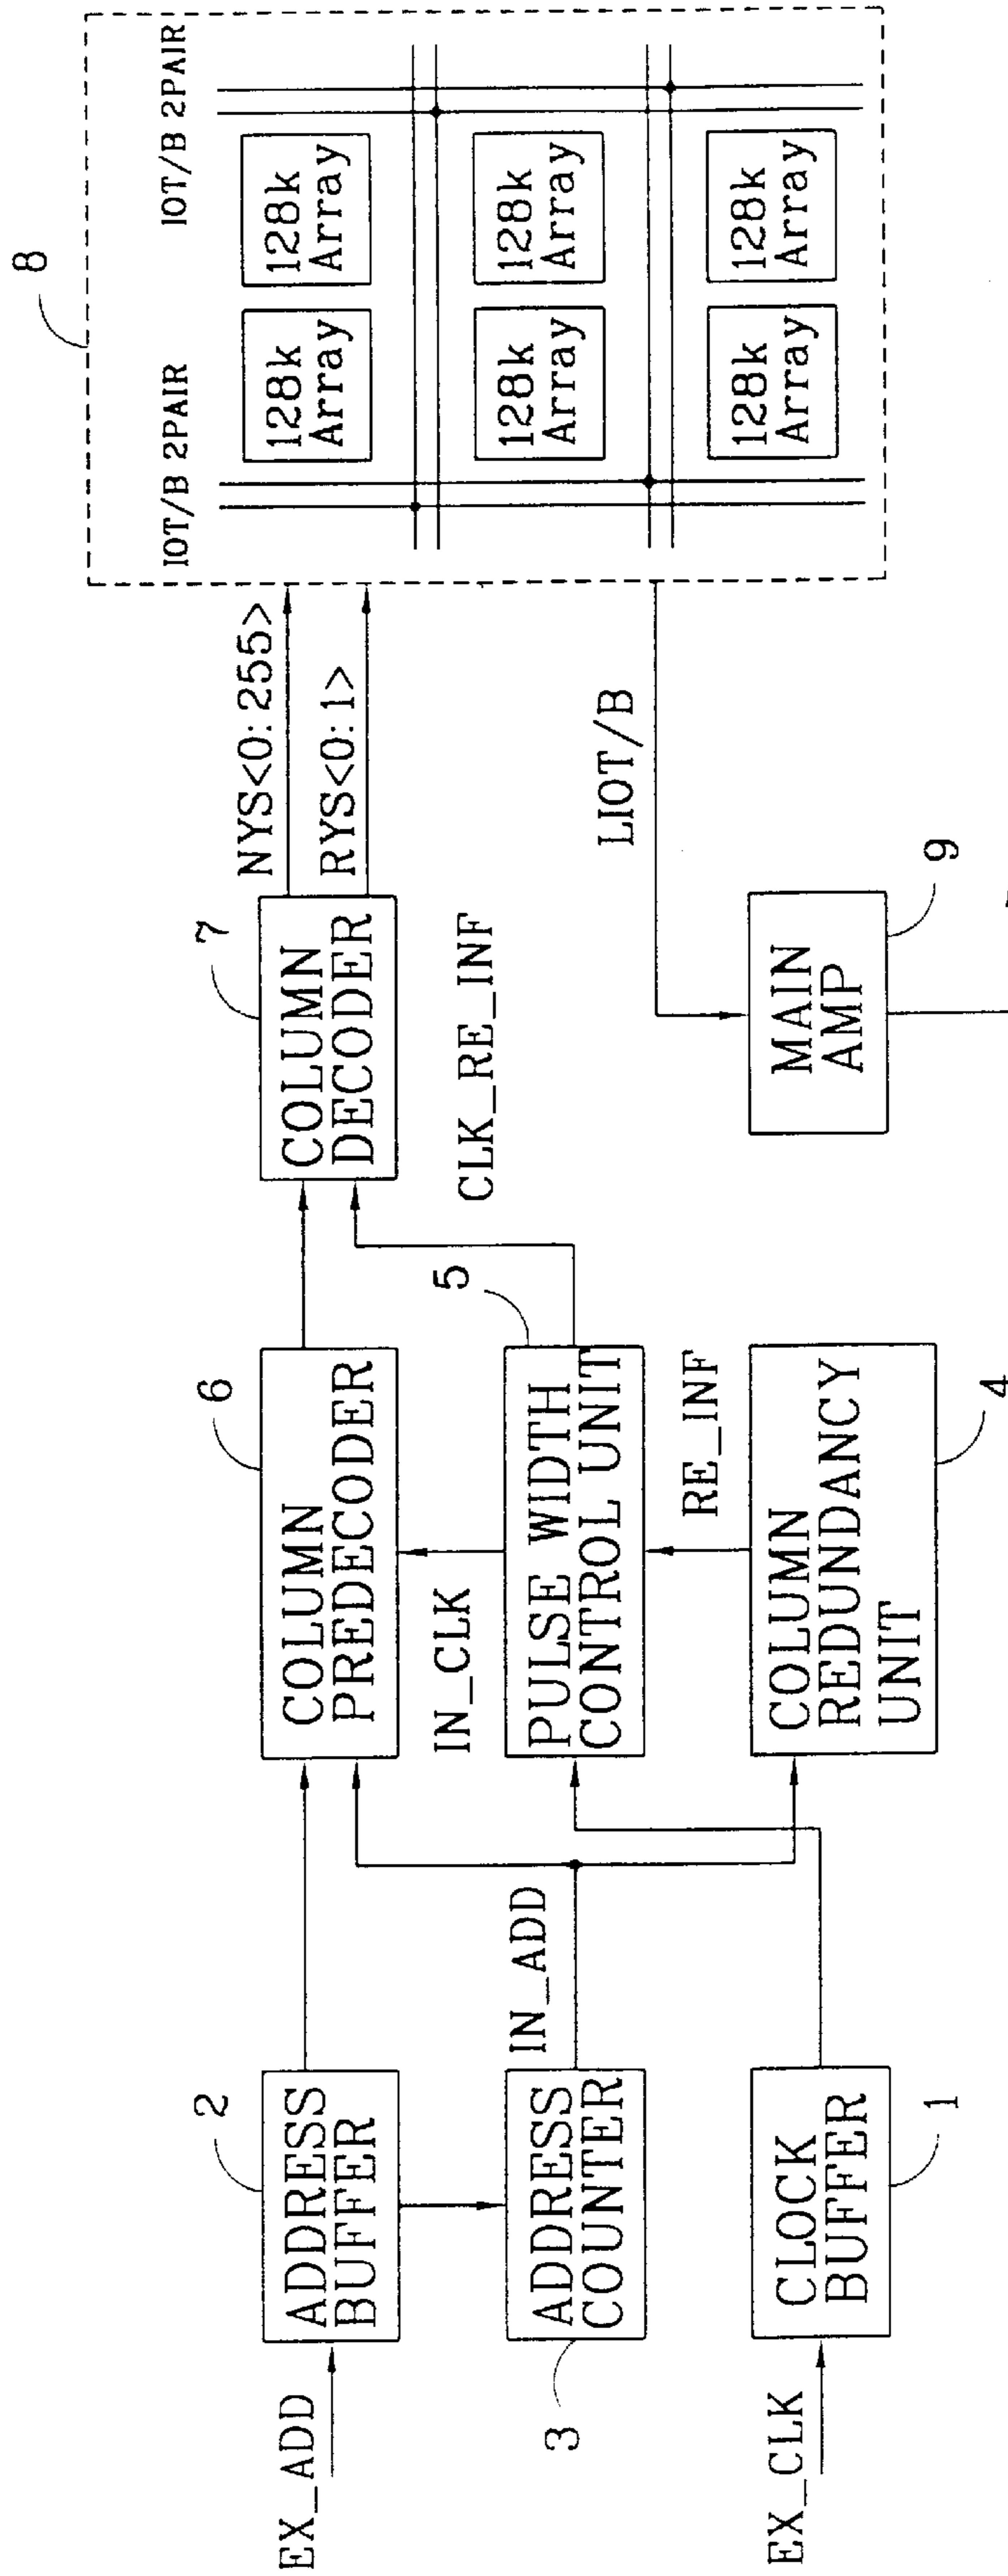 8
IOT/B 2PAIR
IOT/B 2PAIR
128k
Array
128k
Array
128k
Array
128k
Array
128k
Array
128k
Array
NYS<0:255>
RYS<0:1>
LIOT/B
7
COLUMN
DECODER
CLK_RE_INF
MAIN
AMP
9
6
COLUMN
PREDECODER
IN_CLK
5
PULSE WIDTH
CONTROL UNIT
RE_INF
COLUMN
REDUNDANCY
UNIT
4
2
ADDRESS
BUFFER
EX_ADD
IN_ADD
ADDRESS
COUNTER
3
CLOCK
BUFFER
1
EX_CLK